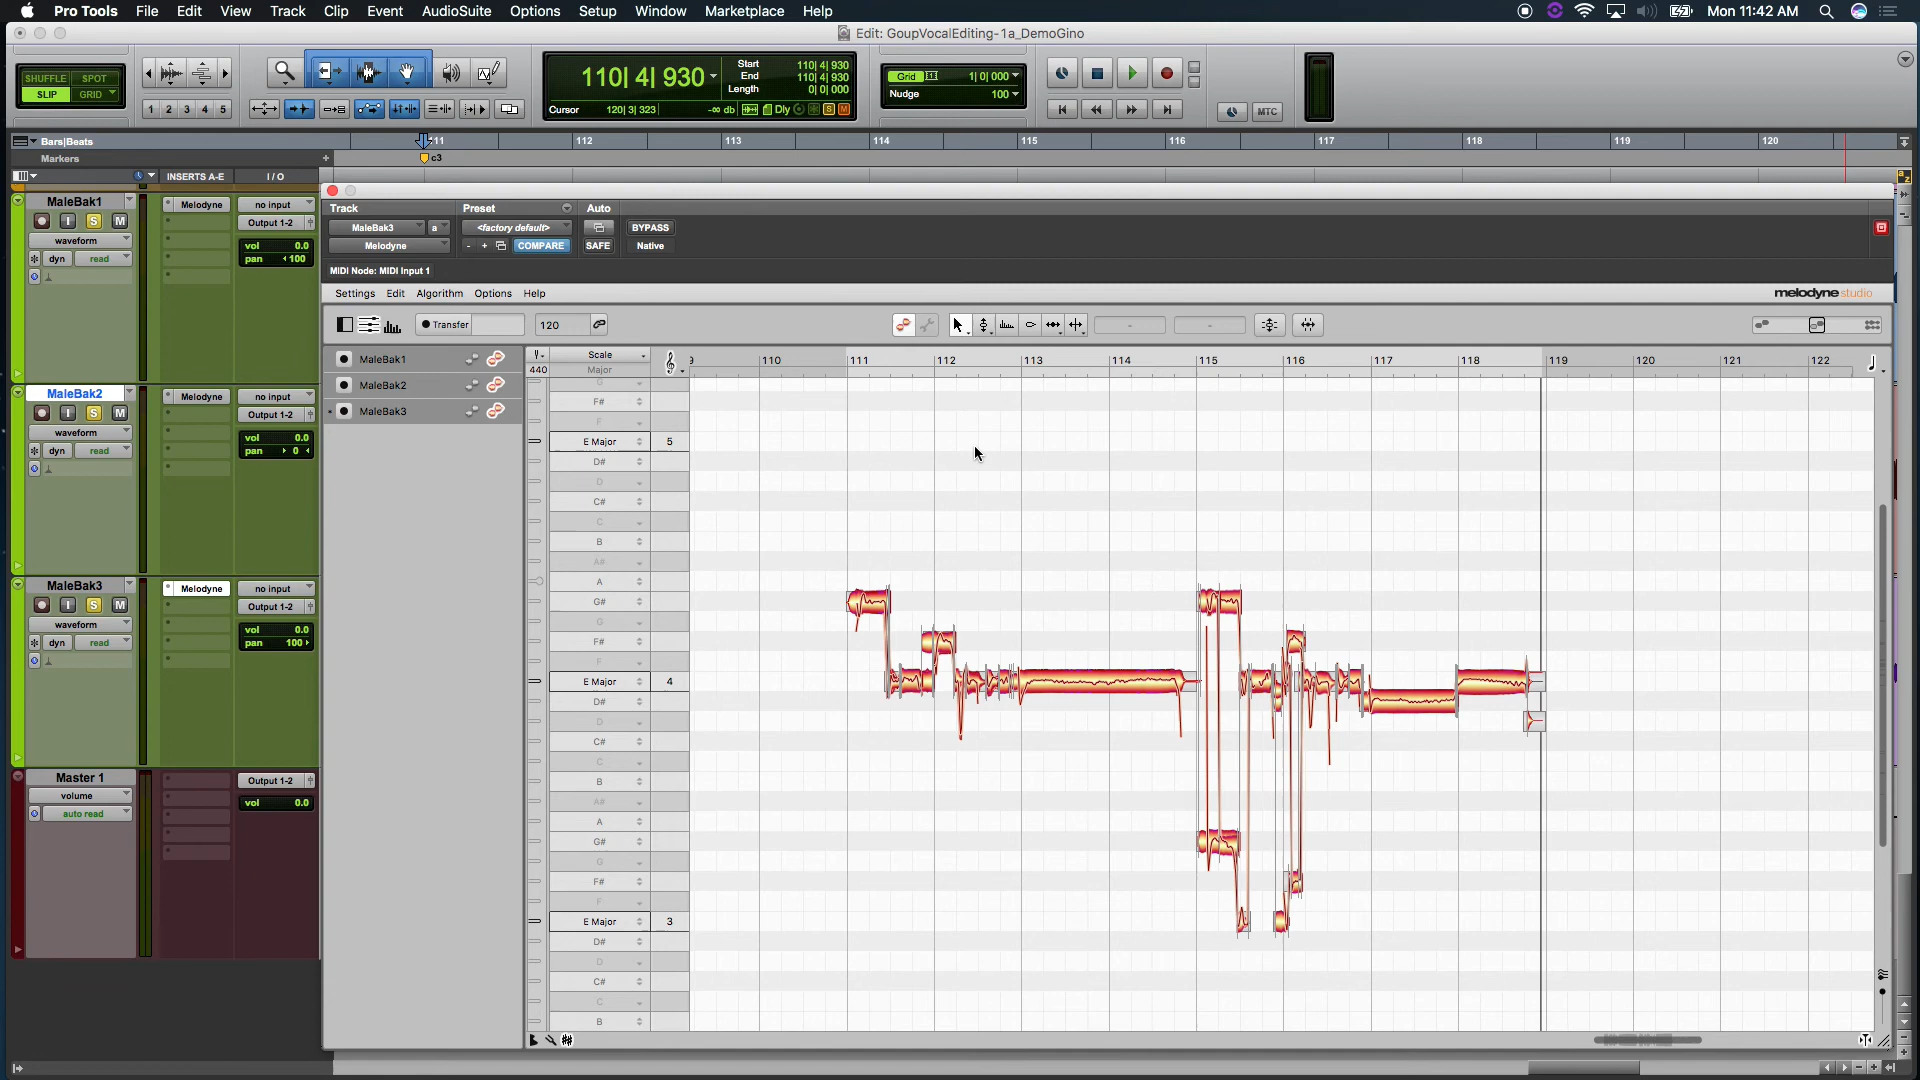 Pro Tools File Edit View Track Clip Event AudioSuite Options Setup Window Marketplace Help Mon 11:42 AM
Edit: GoupVocalEditing-1a_DemoGino
SHUFFLE SPOT
SLIP GRID
1 2 3 4 5
110| 4| 930
Start 110| 4| 930
End 110| 4| 930
Length 0| 0| 000
Cursor 120| 3| 323 -∞ db Dly S M
Grid 1| 0| 000
Nudge 100
MTC
Bars|Beats 111 112 113 114 115 116 117 118 119 120
Markers + c3
INSERTS A-E I / O
a z
MaleBak1 Melodyne no input
I S M Output 1-2
waveform vol 0.0
dyn read pan 100
MaleBak2 Melodyne no input
I S M Output 1-2
waveform vol 0.0
dyn read pan 0
MaleBak3 Melodyne no input
I S M Output 1-2
waveform vol 0.0
dyn read pan 100
Master 1 Output 1-2
volume vol 0.0
auto read
Track Preset Auto
MaleBak3 a <factory default> BYPASS
Melodyne - + COMPARE SAFE Native
MIDI Node: MIDI Input 1
Settings Edit Algorithm Options Help melodyne studio
Transfer 120 - -
MaleBak1
MaleBak2
MaleBak3
Scale 9 110 111 112 113 114 115 116 117 118 119 120 121 122
440 Major
G
F#
F
E Major 5
D#
D
C#
C
B
A#
A
G#
G
F#
F
E Major 4
D#
D
C#
C
B
A#
A
G#
G
F#
F
E Major 3
D#
D
C#
C
B